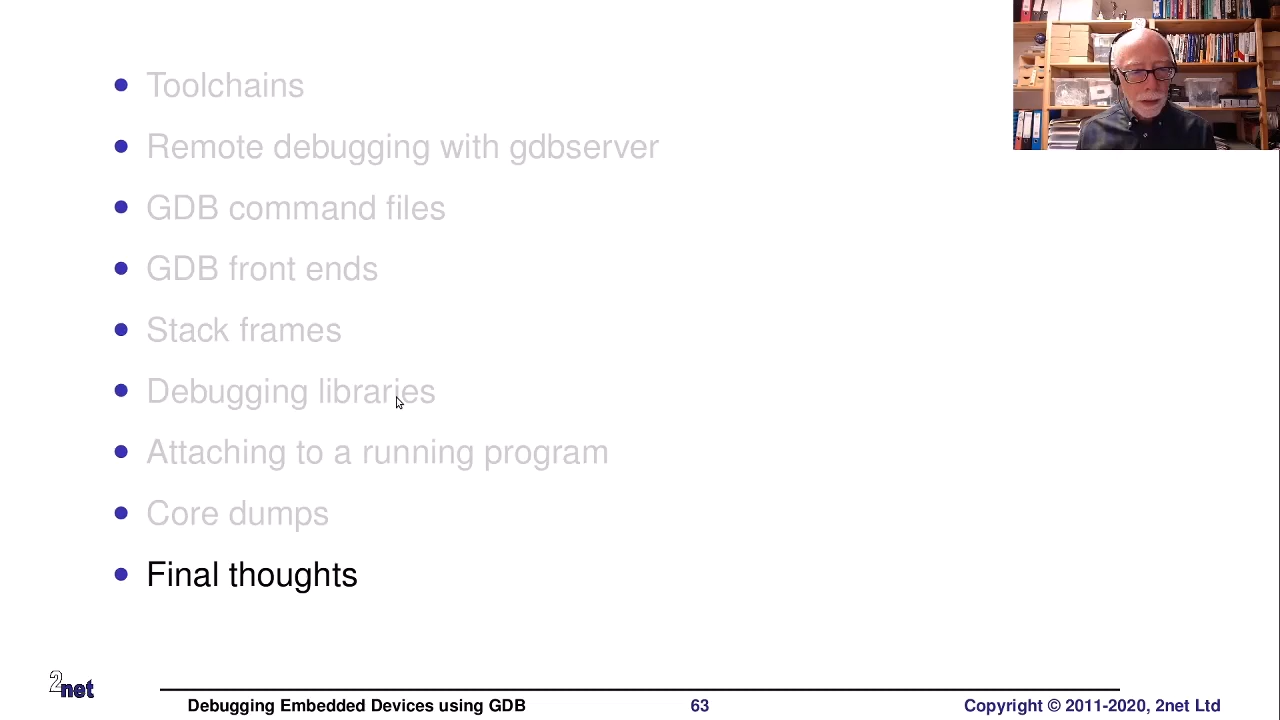 Toolchains
Remote debugging with gdbserver
GDB command files
GDB front ends
Stack frames
Debugging libraries
Attaching to a running program
Core dumps
Final thoughts
2net
Debugging Embedded Devices using GDB 63 Copyright © 2011-2020, 2net Ltd